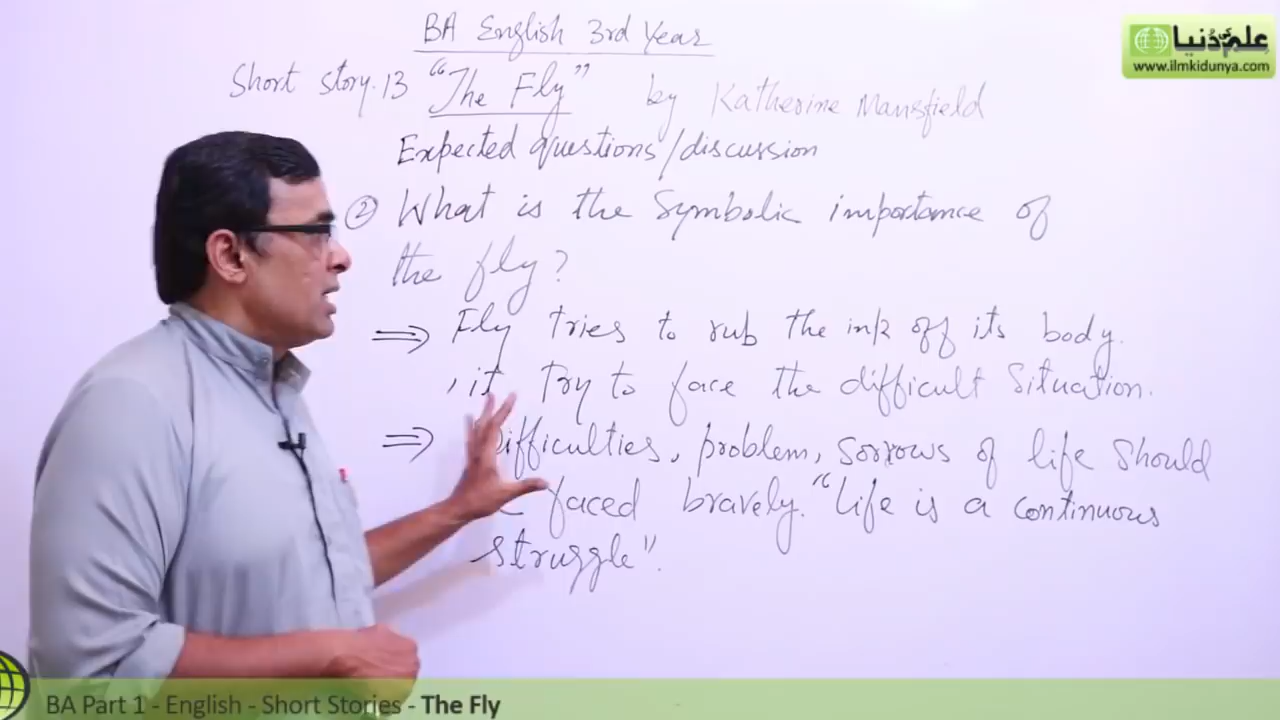 BA English 3rd Year
علم کی دُنیا
www.ilmkidunya.com
Short story.13 "The Fly" by Katherine Mansfield
Expected questions/discussion
② What is the Symbolic importance of
the fly?
⇒ Fly tries to rub the ink off its body.
, it try to face the difficult Situation.
⇒ Difficulties, problem, sorrows of life should
faced bravely. "Life is a continuous
struggle".
BA Part 1 - English - Short Stories - The Fly